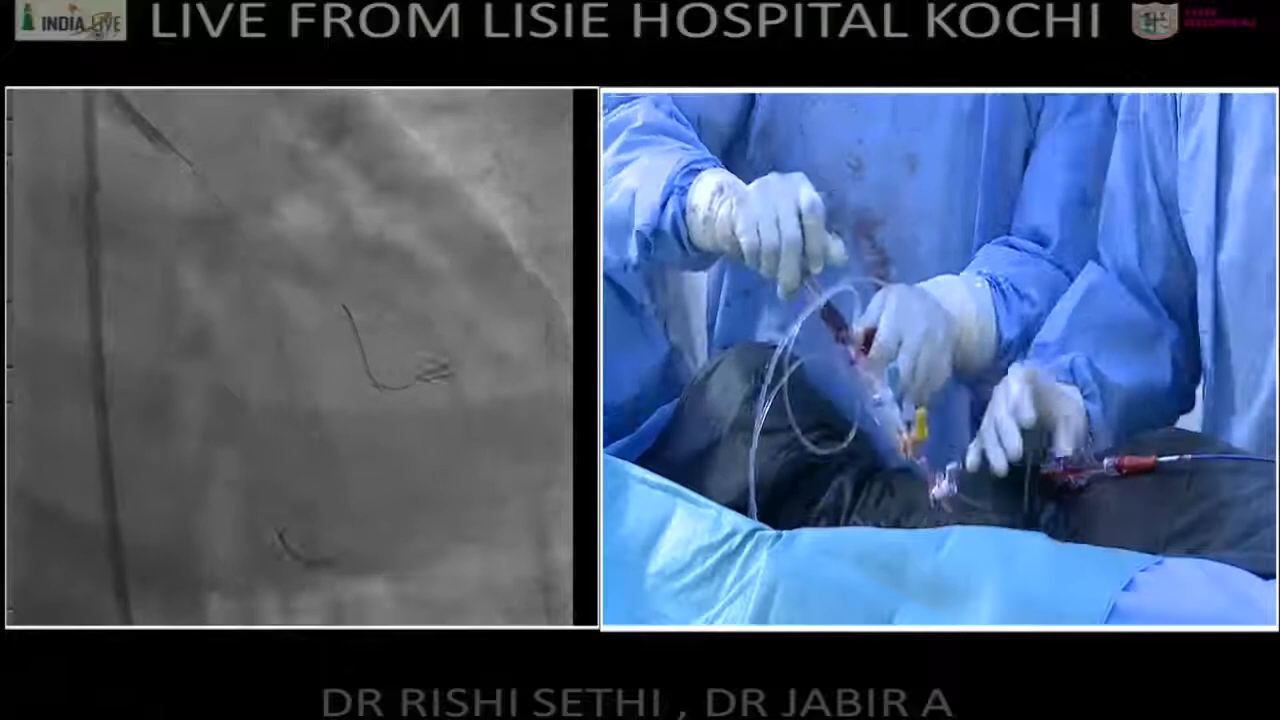 INDIA LIVE
LIVE FROM LISIE HOSPITAL KOCHI
DR RISHI SETHI , DR JABIR A